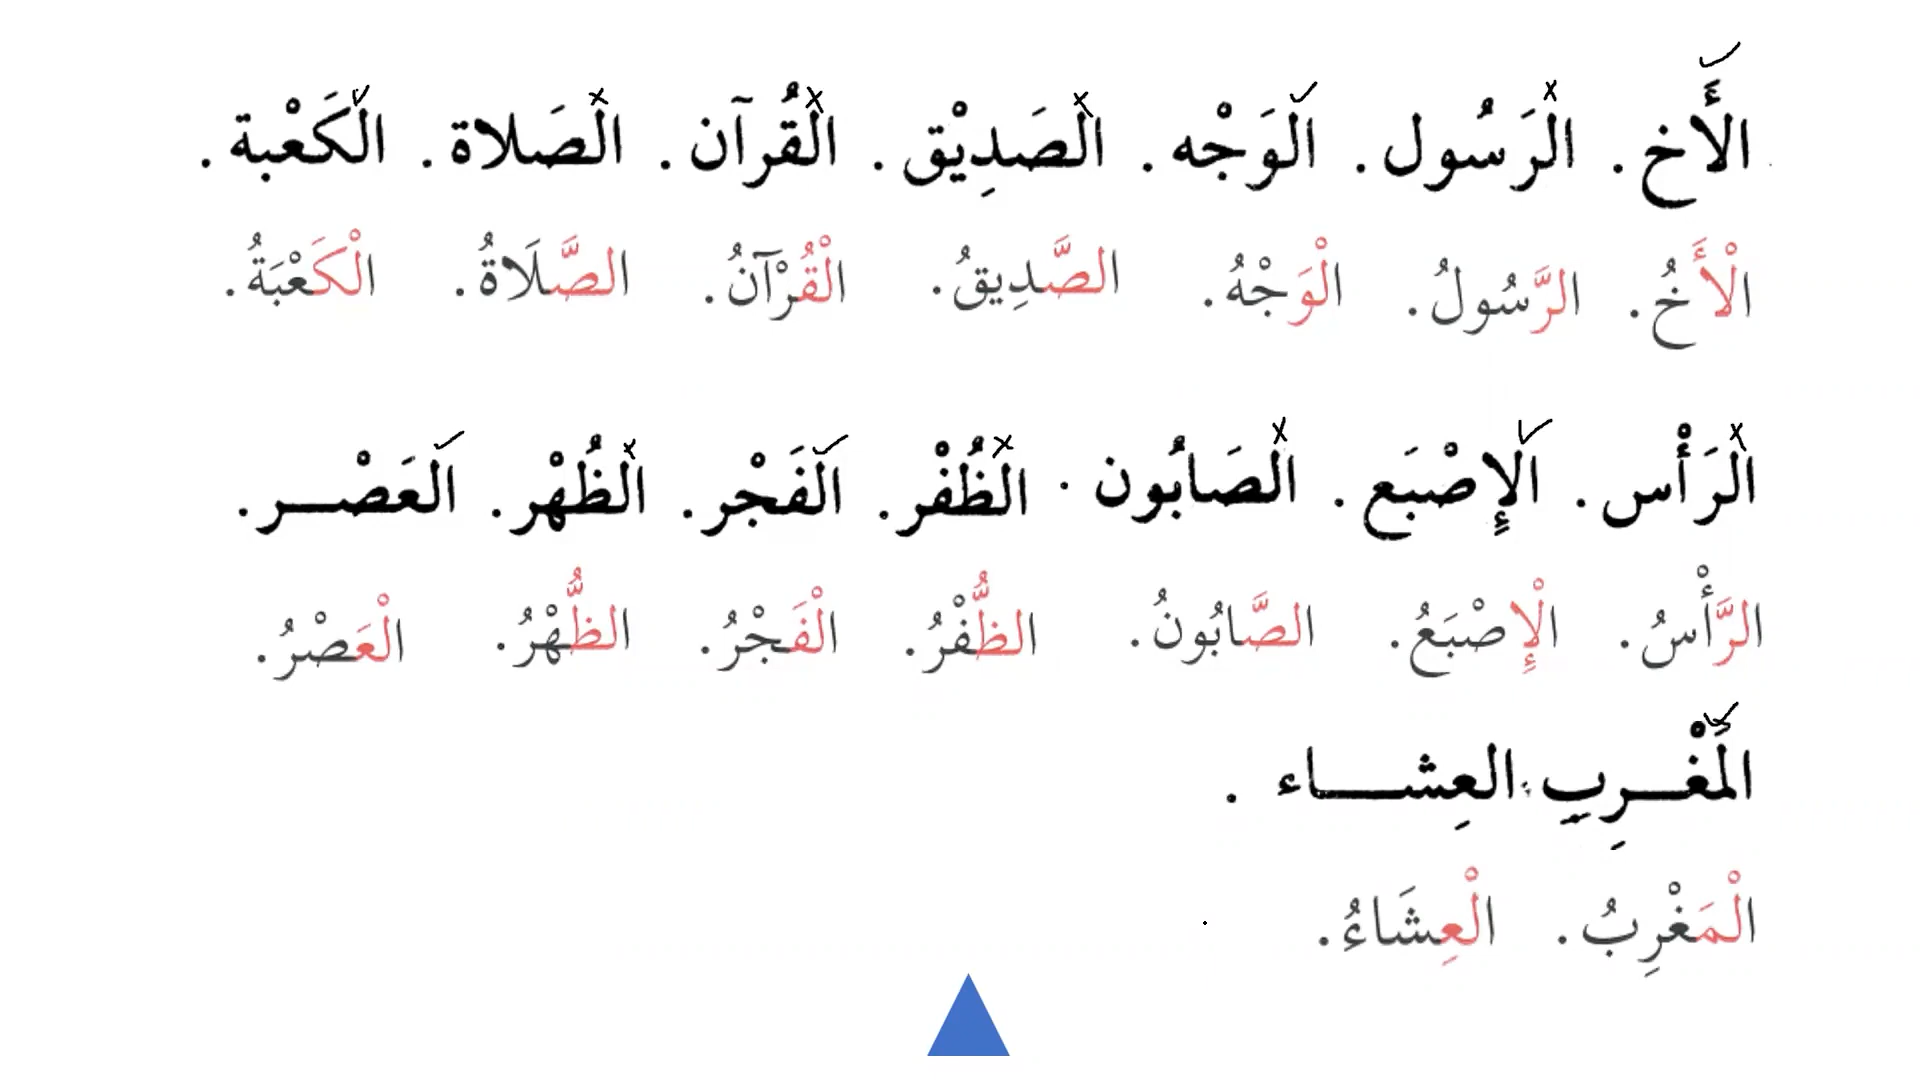 الأَخ . الرَسُول . الوَجْه . الصَدِيْق . القُرآن . الصَلاة . الكَعْبة .
الْأَخُ . الرَّسُولُ . الْوَجْهُ . الصَّدِيقُ . الْقُرْآنُ . الصَّلَاةُ . الْكَعْبَةُ .
الرَأْس . الإِصْبَع . الصَابُون . الظُفْر . الفَجْر . الظُهْر . العَصْر .
الرَّأْسُ . الْإِصْبَعُ . الصَّابُونُ . الظُّفْرُ . الْفَجْرُ . الظُّهْرُ . الْعَصْرُ .
المَغْرِب . العِشاء .
الْمَغْرِبُ . الْعِشَاءُ .